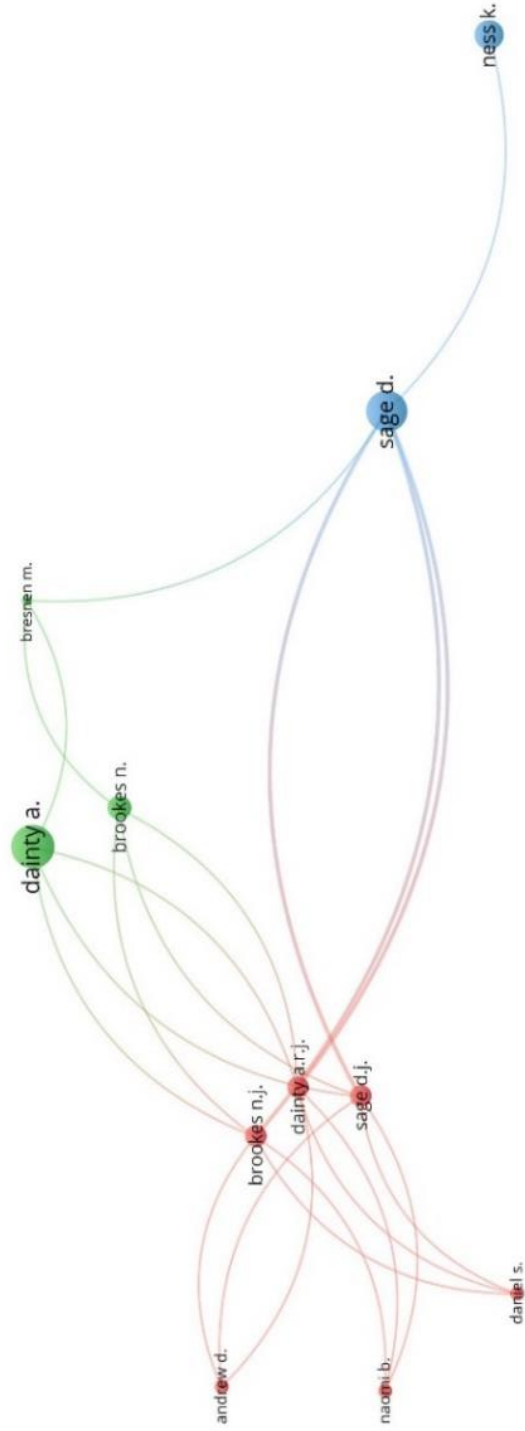 ness k.
sage d.
bresnen m.
brookes n.
dainty a.
dainty a.r.j.
sage d.j.
brookes n.j.
daniel s.
andrew d.
naomi b.